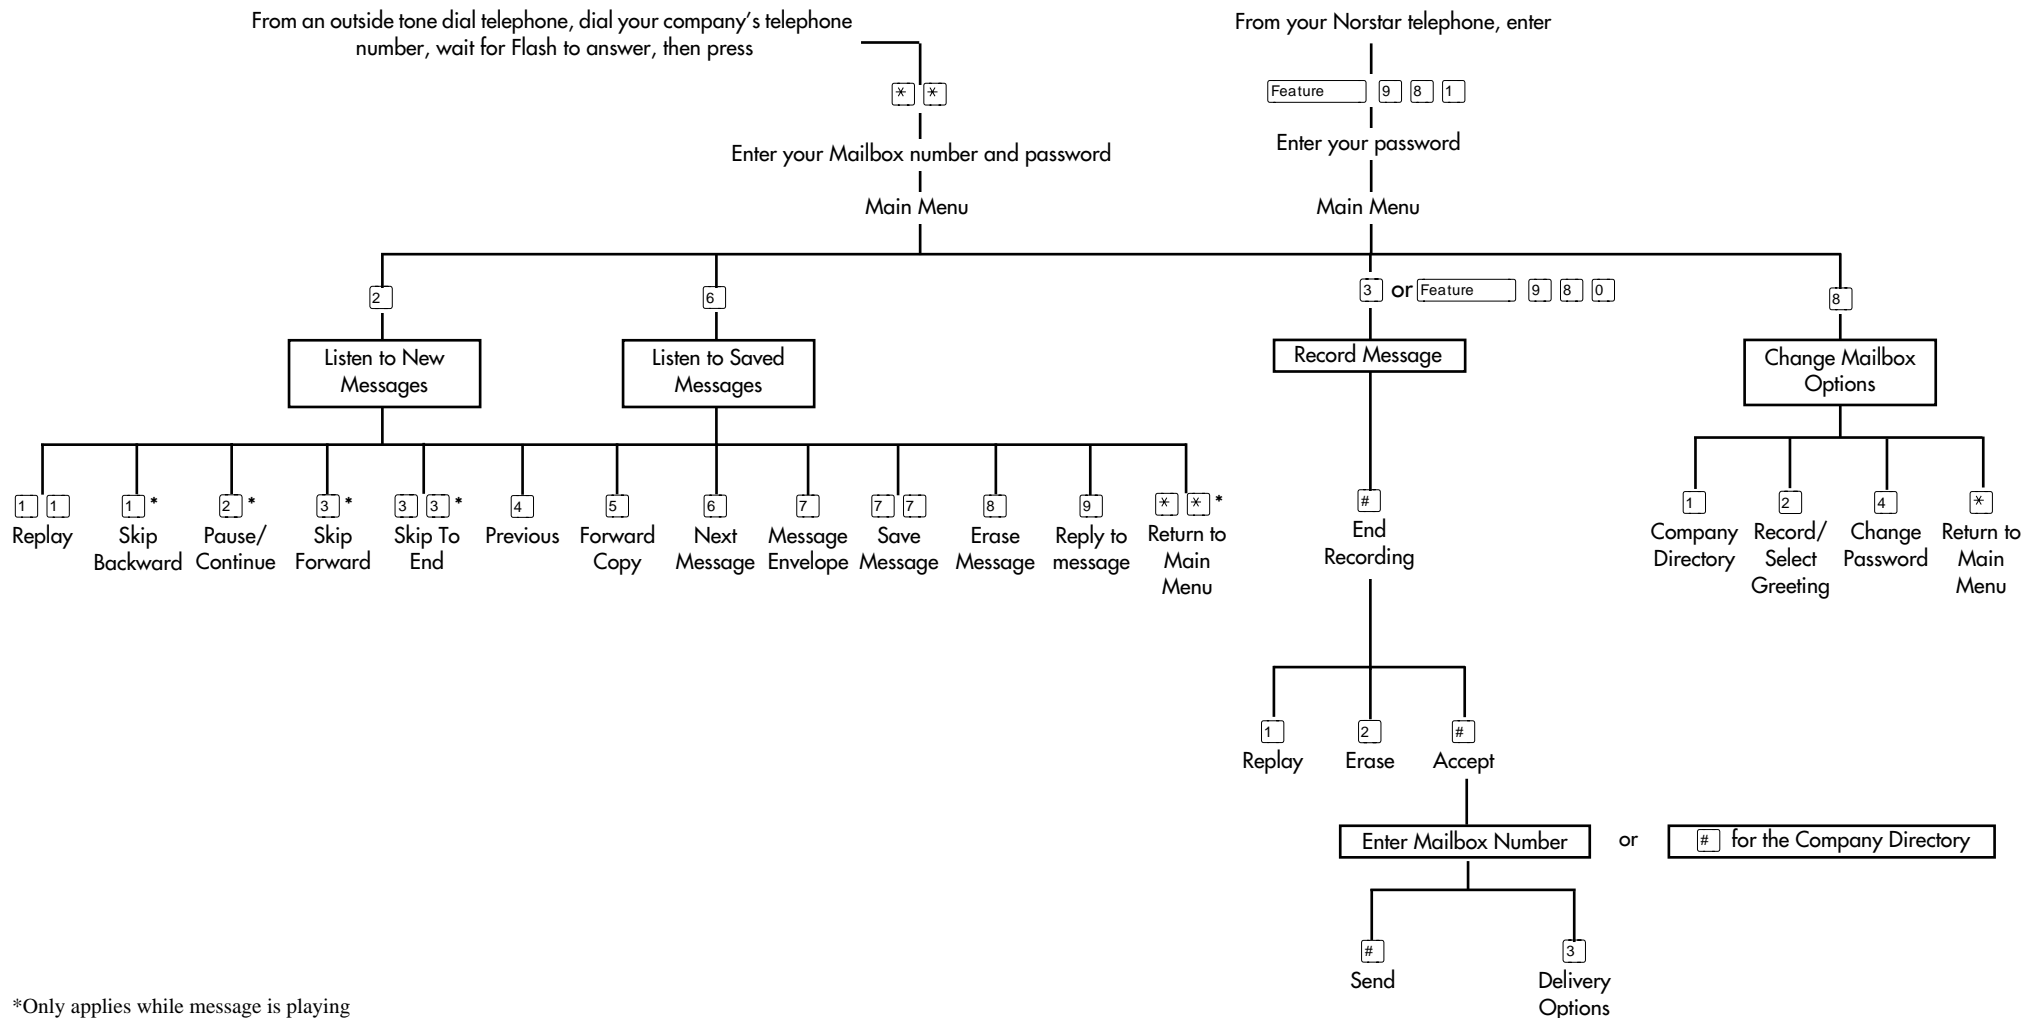 From an outside tone dial telephone, dial your company's telephone
number, wait for Flash to answer, then press
* *
Enter your Mailbox number and password
Main Menu
From your Norstar telephone, enter
Feature 9 8 1
Enter your password
Main Menu
2
Listen to New
Messages
6
Listen to Saved
Messages
3 or Feature 9 8 0
Record Message
8
Change Mailbox
Options
1 1
Replay
1 *
Skip
Backward
2 *
Pause/
Continue
3 *
Skip
Forward
3 3 *
Skip To
End
4
Previous
5
Forward
Copy
6
Next
Message
7
Message
Envelope
7 7
Save
Message
8
Erase
Message
9
Reply to
message
* * *
Return to
Main
Menu
#
End
Recording
1
Replay
2
Erase
#
Accept
Enter Mailbox Number
or
# for the Company Directory
#
Send
3
Delivery
Options
1
Company
Directory
2
Record/
Select
Greeting
4
Change
Password
*
Return to
Main
Menu
*Only applies while message is playing